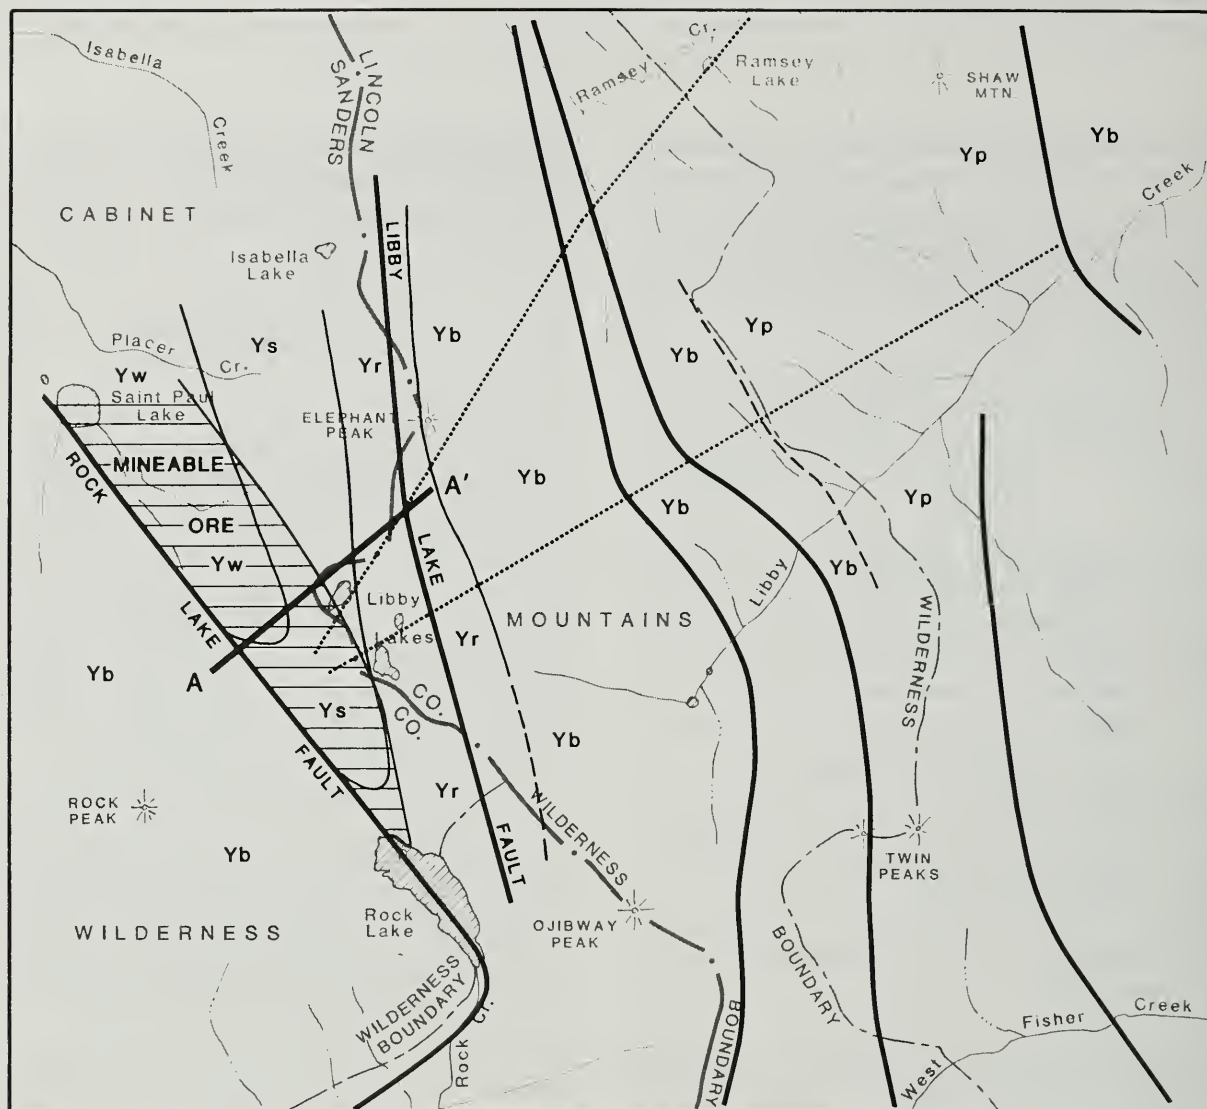 Isabella
Creek
LINCOLN
SANDERS
Cr.
Ramsey
Ramsey
Lake
SHAW
MTN.
Yp
Yb
Creek
CABINET
Isabella
Lake
LIBBY
Placer
Cr.
Ys
Yr
Yb
Yb
Yp
Yw
Saint Paul
Lake
ELEPHANT
PEAK
ROCK
MINEABLE
ORE
Yw
A'
Yb
Yb
Yp
LAKE
LAKE
Libby
Lakes
Yr
MOUNTAINS
Libby
Yb
WILDERNESS
Yb
A
Ys
CO.
CO.
Yb
FAULT
ROCK
PEAK
Yr
WILDERNESS
FAULT
Yb
TWIN
PEAKS
Rock
Lake
OJIBWAY
PEAK
WILDERNESS
BOUNDARY
WILDERNESS
BOUNDARY
Rock Cr.
BOUNDARY
Fisher
Creek
West